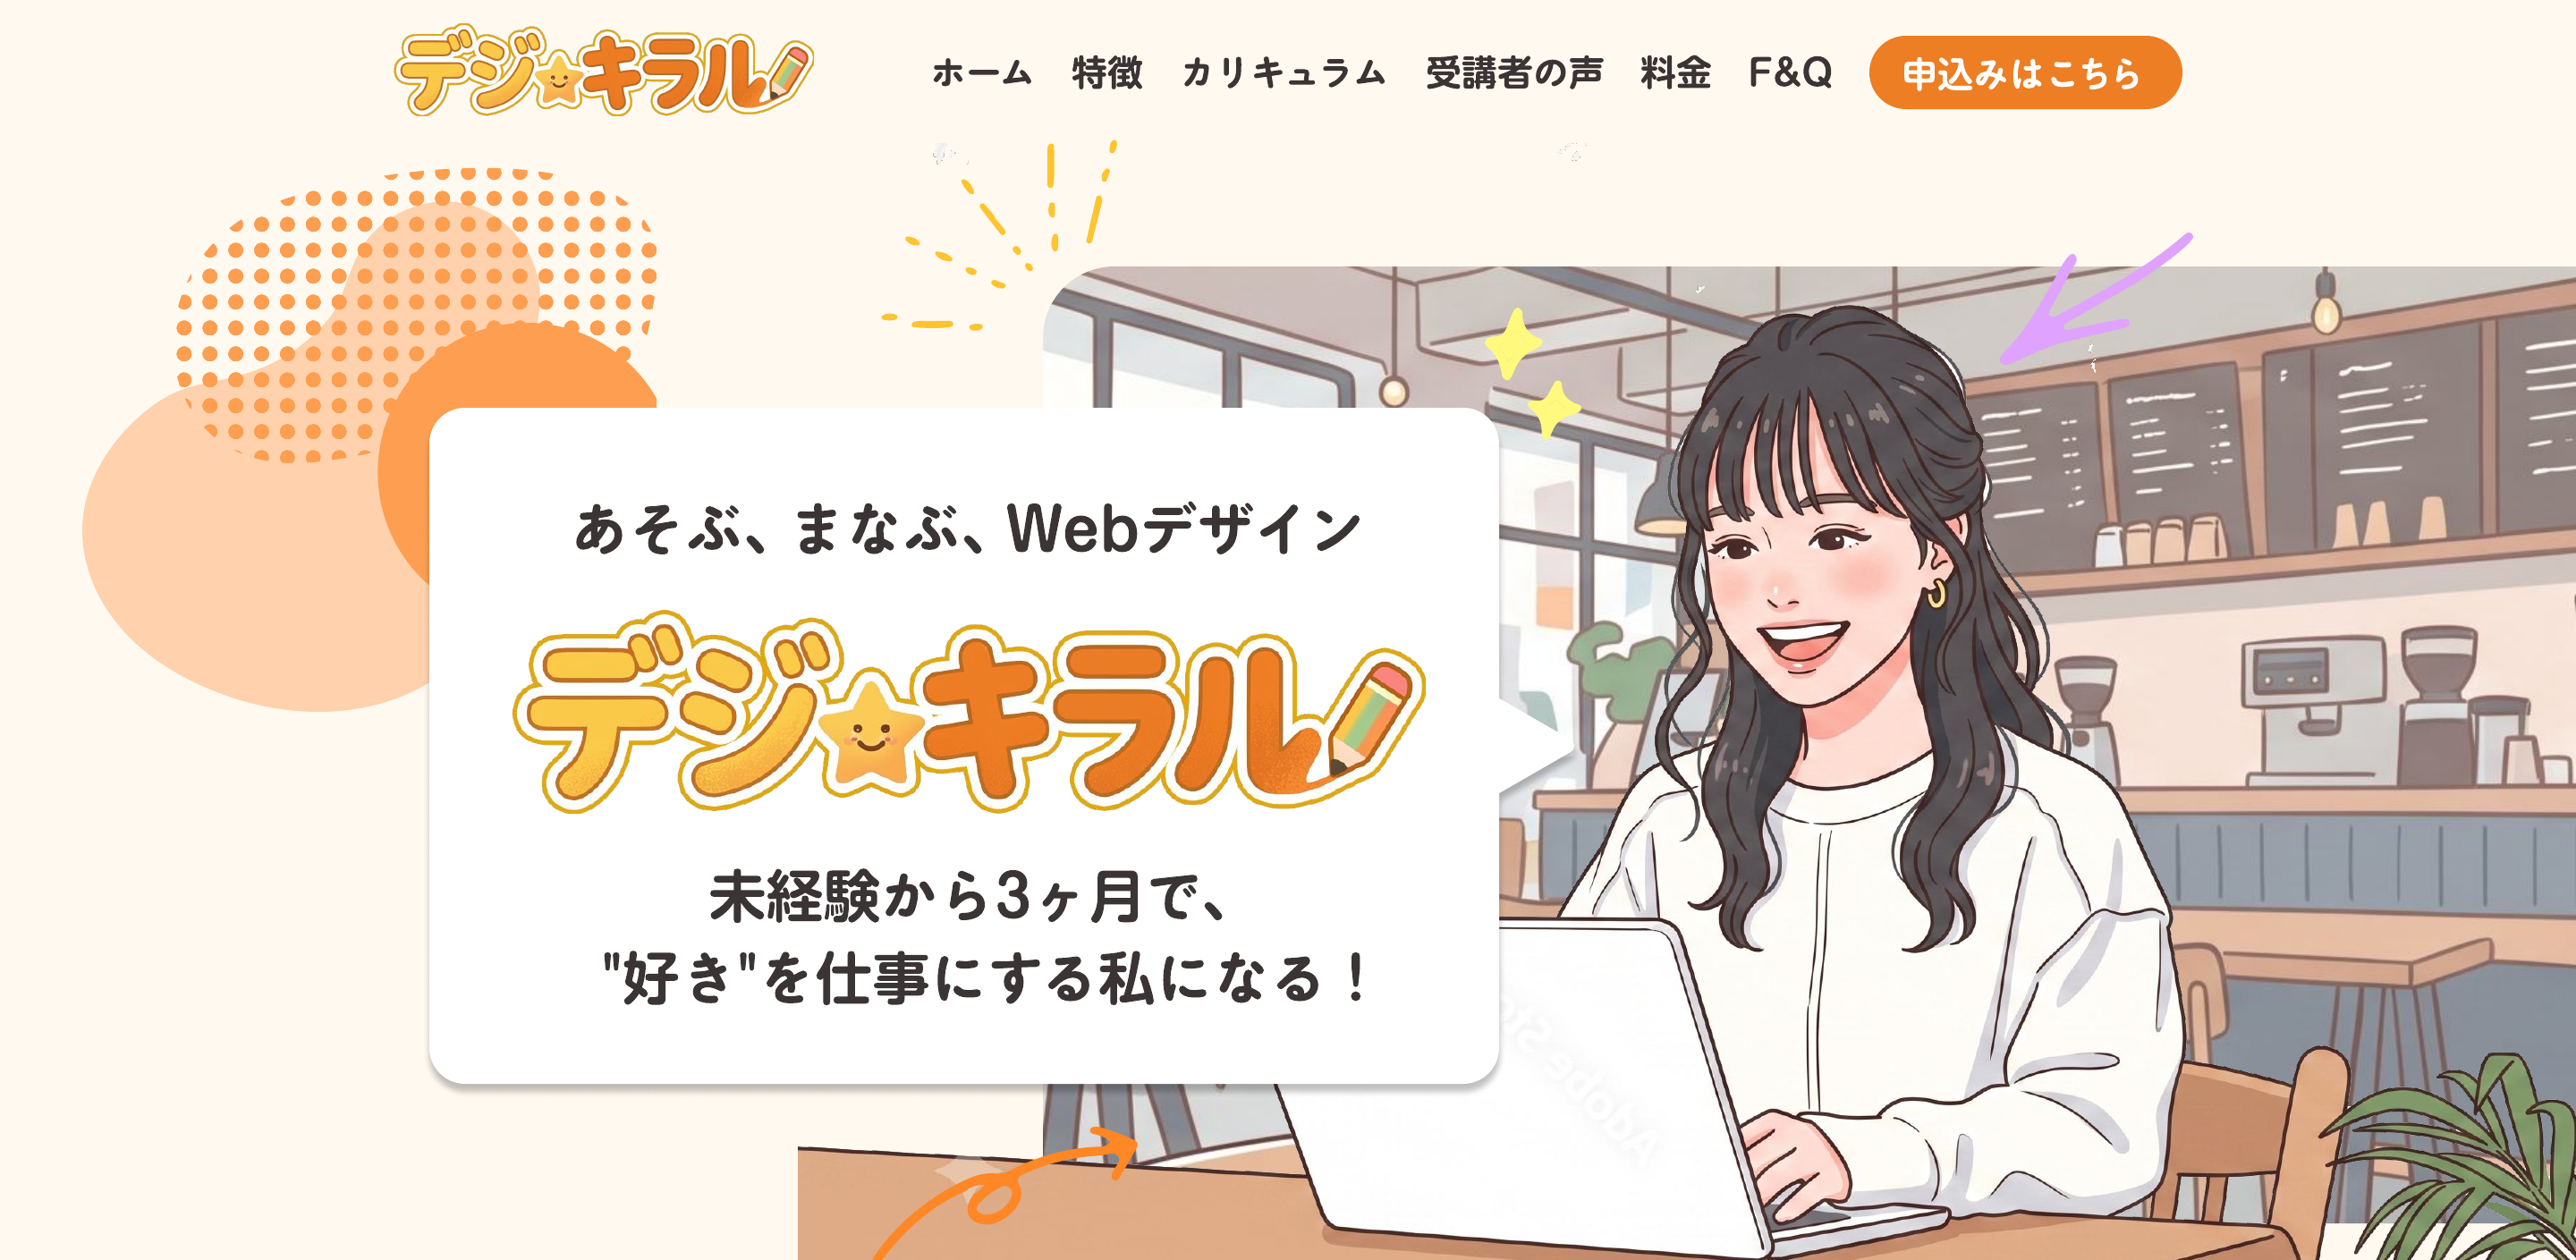 デジ☆キラル
ホーム 特徴 カリキュラム 受講者の声 料金 F&Q 申込みはこちら
あそぶ、まなぶ、Webデザイン
デジ☆キラル
未経験から3ヶ月で、
"好き"を仕事にする私になる！